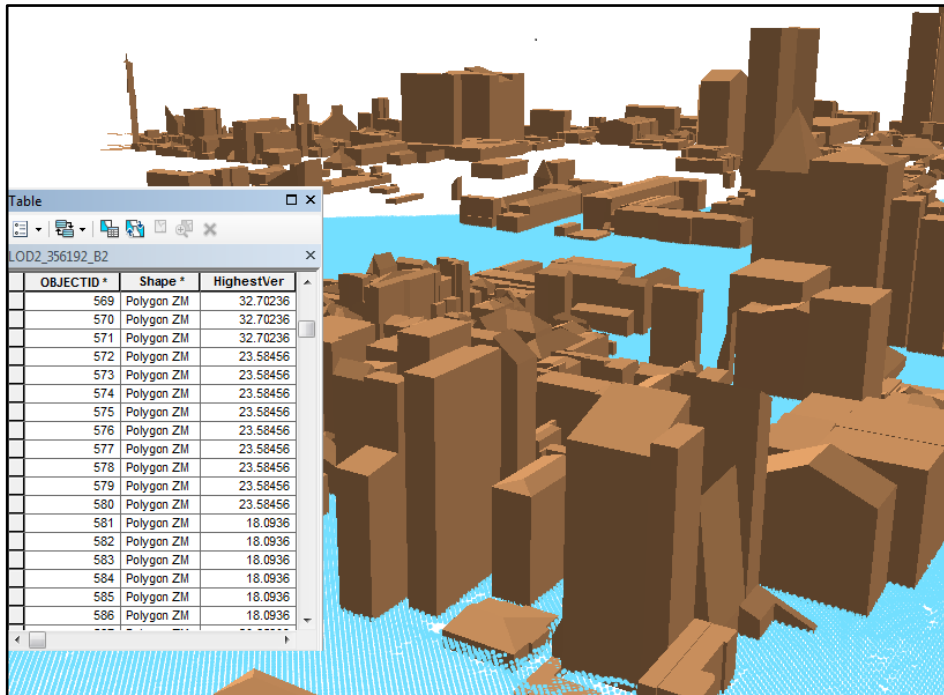 Table
LOD2_356192_B2
OBJECTID * Shape * HighestVer
569 Polygon ZM 32.70236
570 Polygon ZM 32.70236
571 Polygon ZM 32.70236
572 Polygon ZM 23.58456
573 Polygon ZM 23.58456
574 Polygon ZM 23.58456
575 Polygon ZM 23.58456
576 Polygon ZM 23.58456
577 Polygon ZM 23.58456
578 Polygon ZM 23.58456
579 Polygon ZM 23.58456
580 Polygon ZM 23.58456
581 Polygon ZM 18.0936
582 Polygon ZM 18.0936
583 Polygon ZM 18.0936
584 Polygon ZM 18.0936
585 Polygon ZM 18.0936
586 Polygon ZM 18.0936